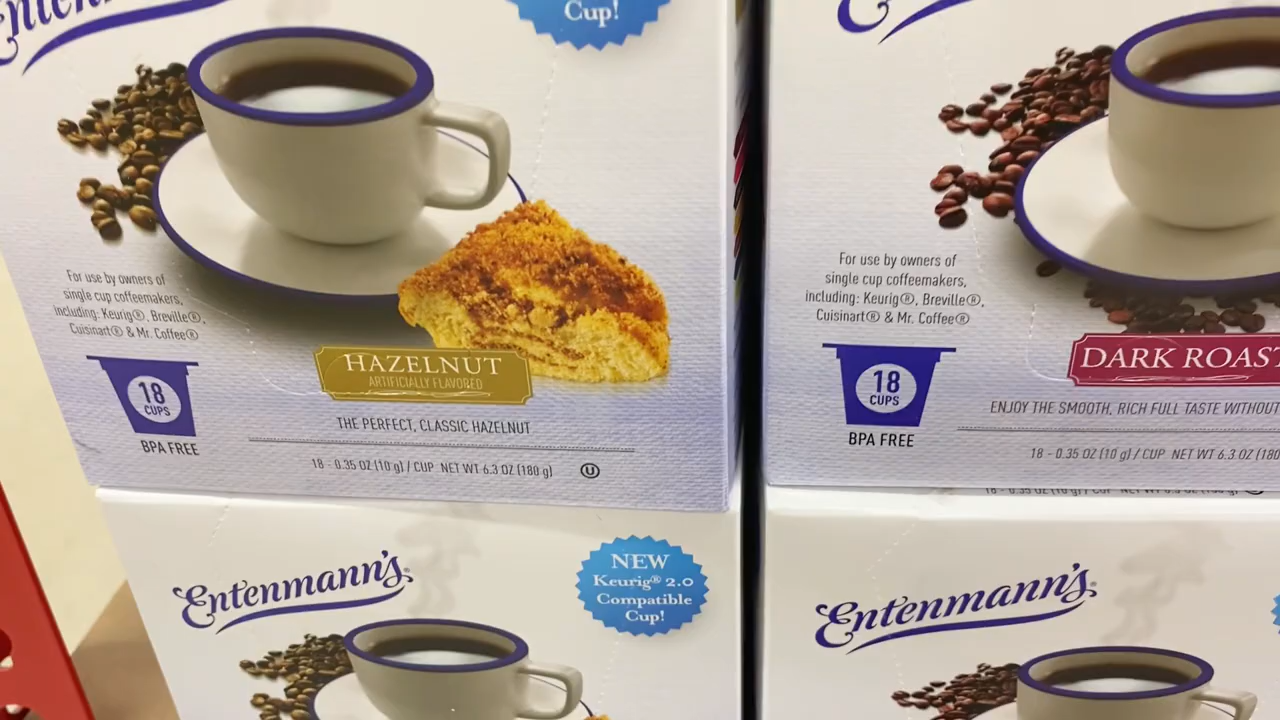 Cup!
For use by owners of
single cup coffeemakers,
including: Keurig®, Breville®,
Cuisinart® & Mr. Coffee®
18
CUPS
BPA FREE
HAZELNUT
ARTIFICIALLY FLAVORED
THE PERFECT, CLASSIC HAZELNUT
18 - 0.35 OZ (10 g) / CUP NET WT 6.3 OZ (180 g)
U
For use by owners of
single cup coffeemakers,
including: Keurig®, Breville®,
Cuisinart® & Mr. Coffee®
18
CUPS
BPA FREE
DARK ROAST
ENJOY THE SMOOTH, RICH FULL TASTE WITHOUT
18 - 0.35 OZ (10 g) / CUP NET WT 6.3 OZ (180
Entenmann's®
NEW
Keurig® 2.0
Compatible
Cup!
Entenmann's®